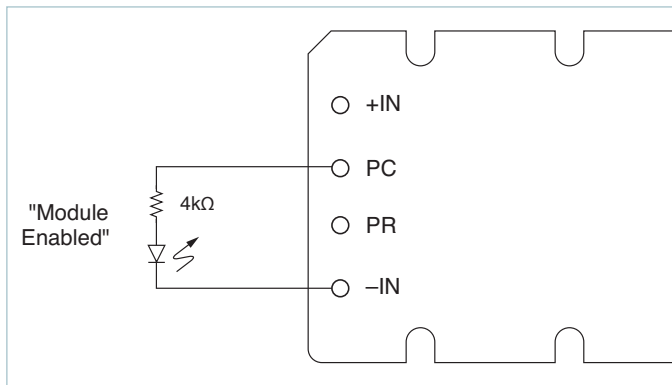 +IN
PC
4kΩ
"Module
Enabled"
PR
–IN